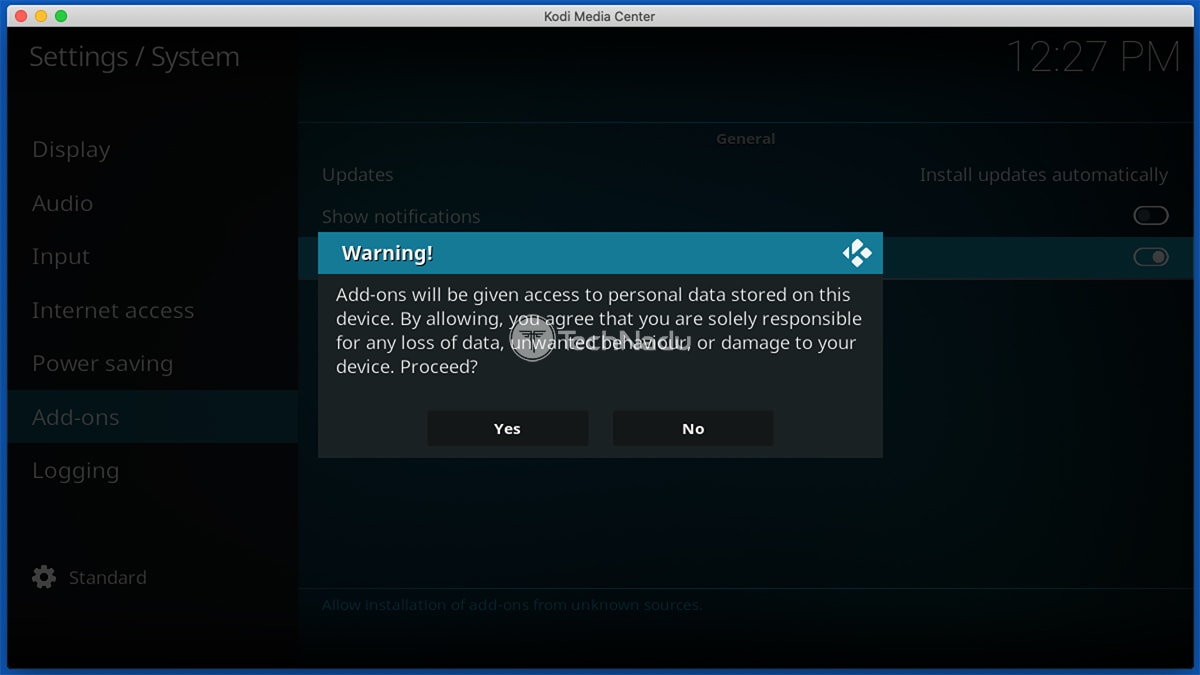 Kodi Media Center
Settings / System
12:27 PM
Display
Audio
Input
Internet access
Power saving
Add-ons
Logging
Standard
General
Updates Install updates automatically
Show notifications
Warning!
Add-ons will be given access to personal data stored on this
device. By allowing, you agree that you are solely responsible
for any loss of data, unwanted behaviour, or damage to your
device. Proceed?
TechNadu
Yes No
Allow installation of add-ons from unknown sources.